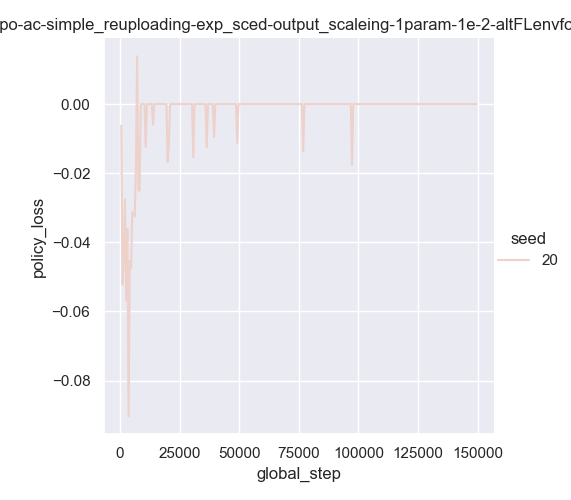 po-ac-simple_reuploading-exp_sced-output_scaleing-1param-1e-2-altFLenvfc
0.00
−0.02
−0.04
−0.06
−0.08
policy_loss
0 25000 50000 75000 100000 125000 150000
global_step
seed
20